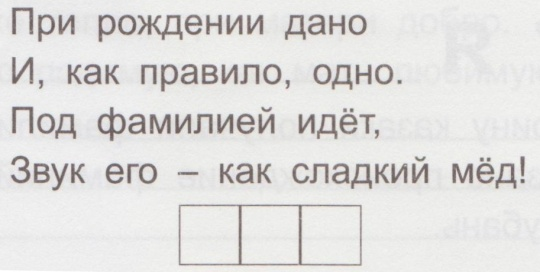 При рождении дано
И, как правило, одно.
Под фамилией идёт,
Звук его – как сладкий мёд!